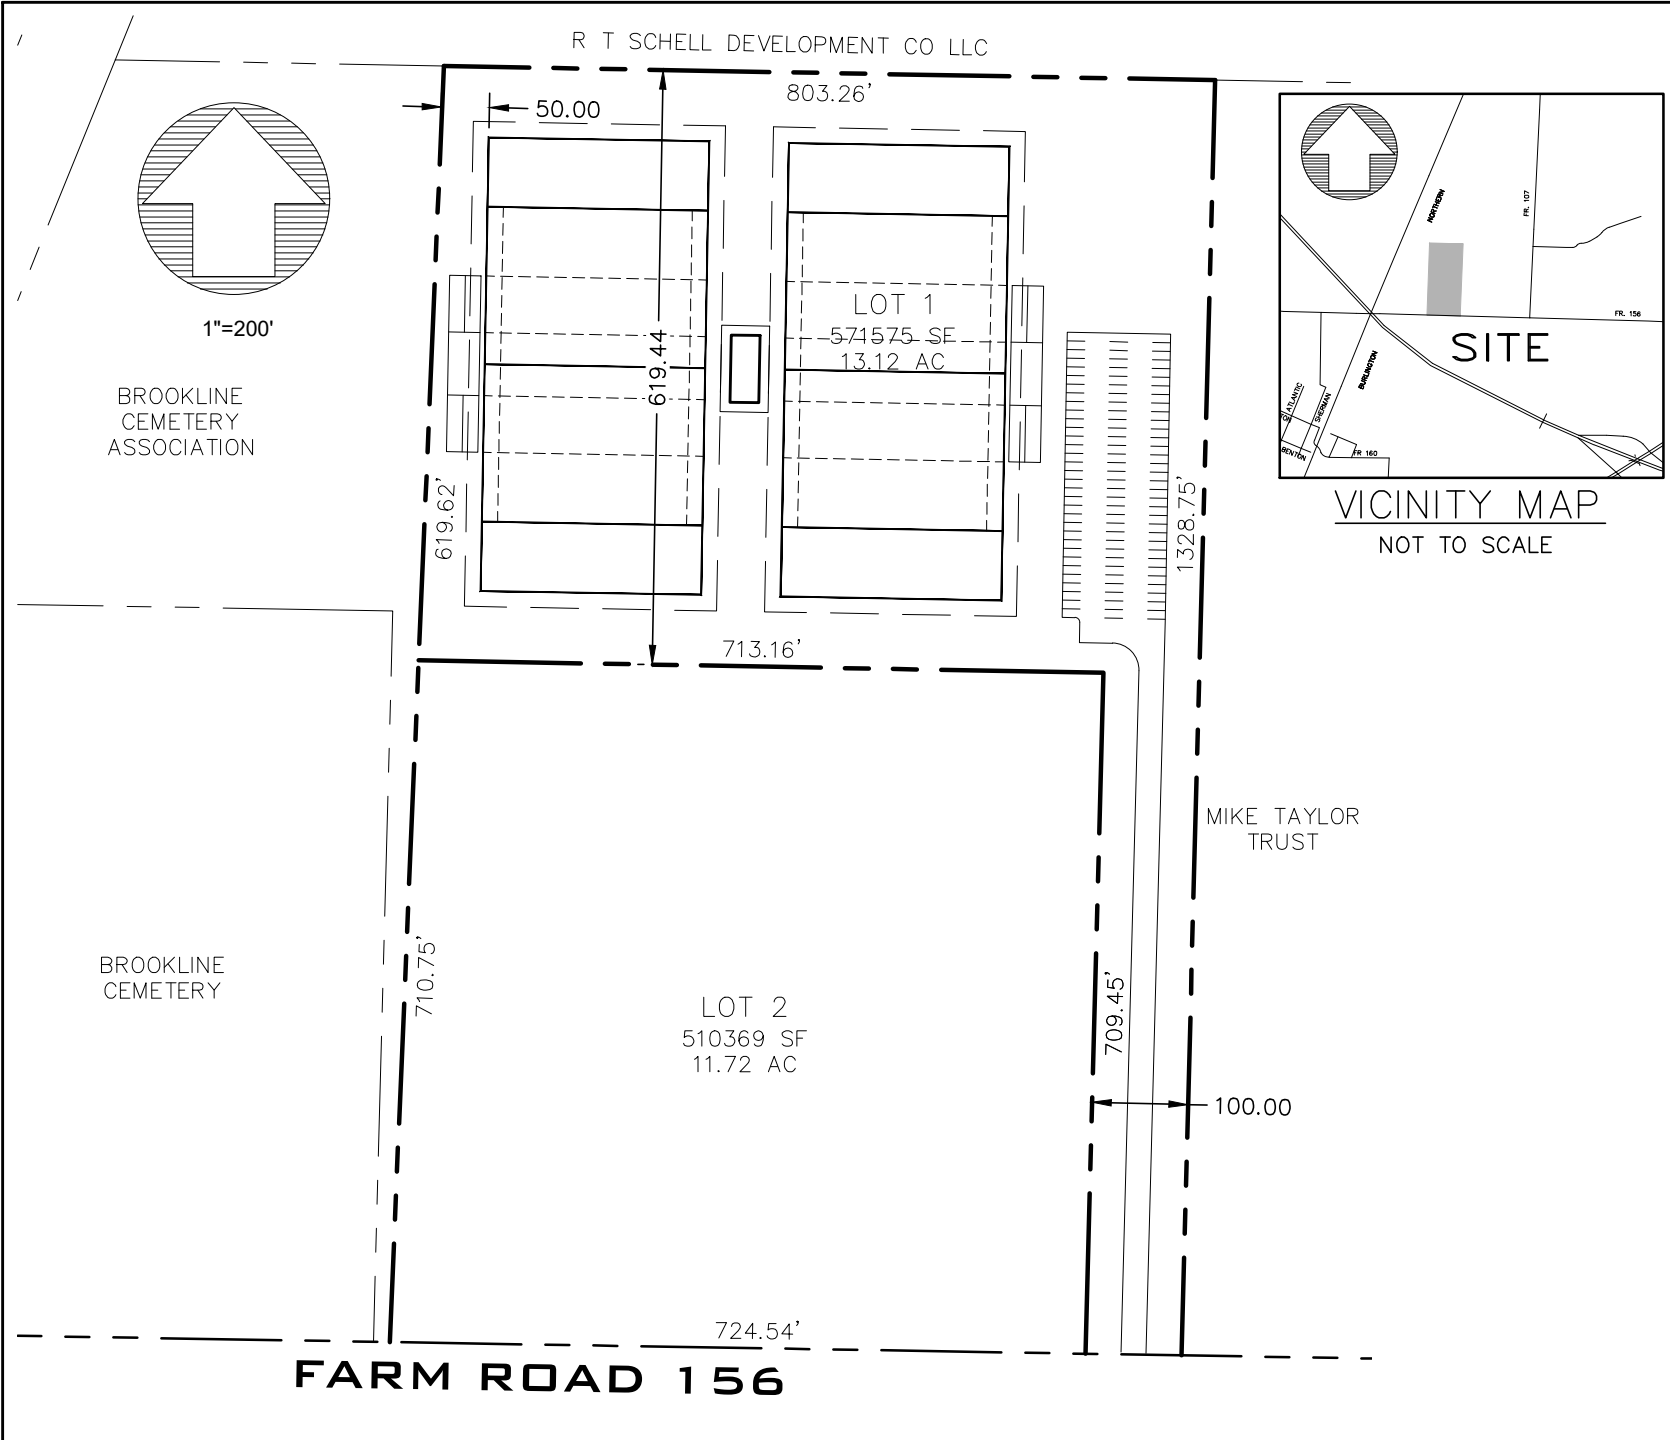 R T SCHELL DEVELOPMENT CO LLC
803.26'
50.00
1"=200'
BROOKLINE
CEMETERY
ASSOCIATION
619.44
LOT 1
571575 SF
13.12 AC
619.62'
1328.75'
713.16'
NORTHERN
FR. 107
FR. 156
SITE
BURLINGTON
ATLANTIC
SHERMAN
BENTON
FR 160
VICINITY MAP
NOT TO SCALE
MIKE TAYLOR
TRUST
BROOKLINE
CEMETERY
710.75'
LOT 2
510369 SF
11.72 AC
709.45'
100.00
724.54'
FARM ROAD 156